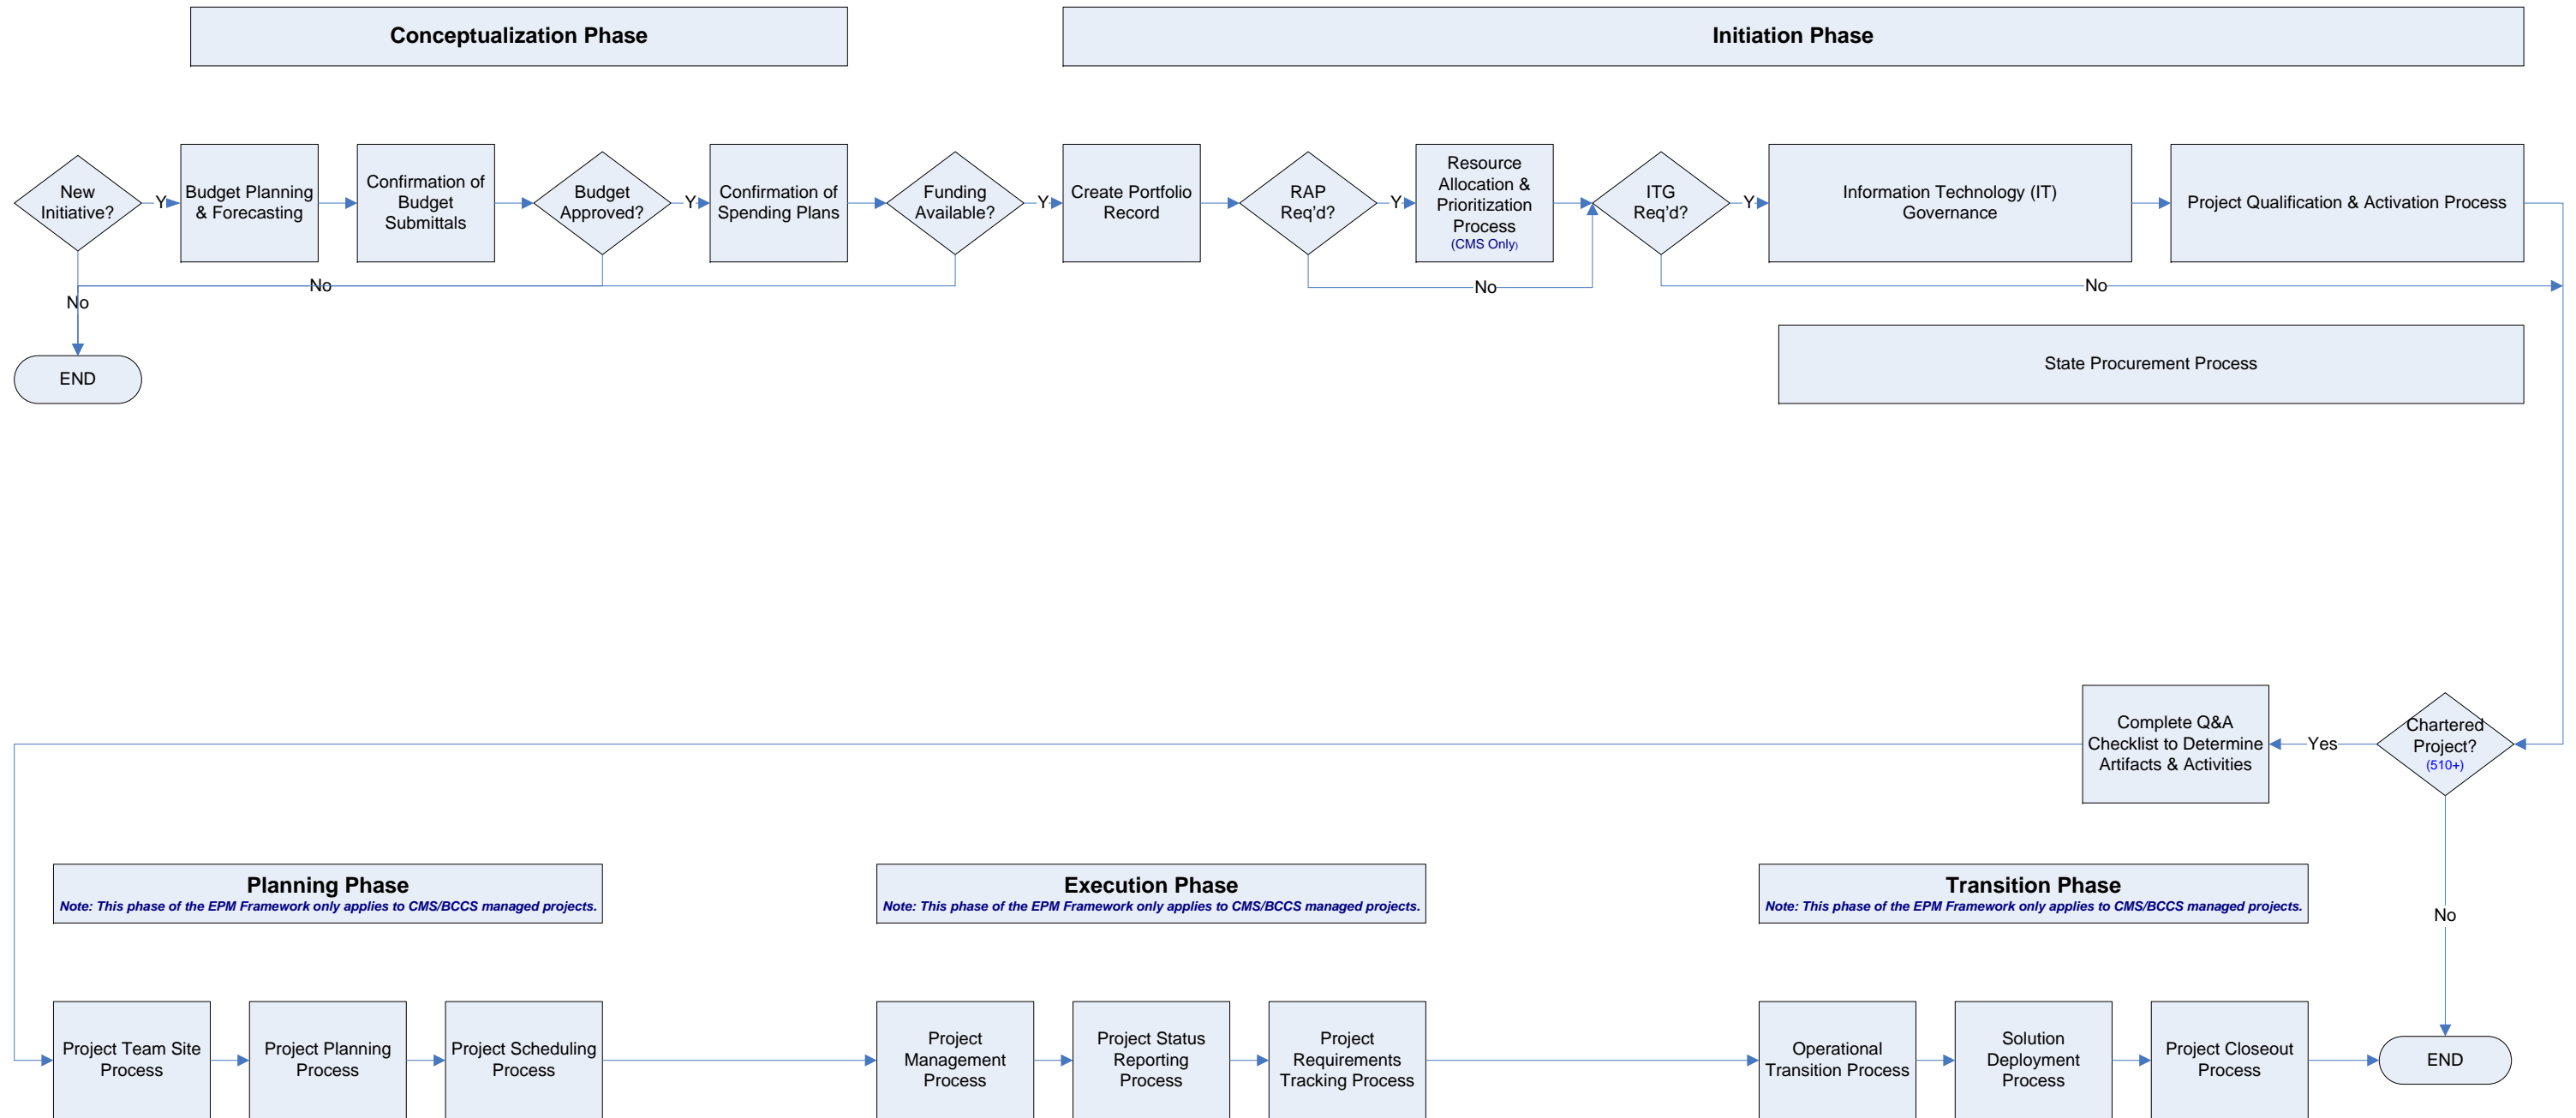 Conceptualization Phase
Initiation Phase
New
Initiative?
Y
Budget Planning
& Forecasting
Confirmation of
Budget
Submittals
Budget
Approved?
Y
Confirmation of
Spending Plans
Funding
Available?
Y
Create Portfolio
Record
RAP
Req'd?
Y
Resource
Allocation &
Prioritization
Process
(CMS Only)
ITG
Req'd?
Y
Information Technology (IT)
Governance
Project Qualification & Activation Process
No
No
No
No
END
State Procurement Process
Complete Q&A
Checklist to Determine
Artifacts & Activities
Yes
Chartered
Project?
(510+)
No
Planning Phase
Note: This phase of the EPM Framework only applies to CMS/BCCS managed projects.
Execution Phase
Note: This phase of the EPM Framework only applies to CMS/BCCS managed projects.
Transition Phase
Note: This phase of the EPM Framework only applies to CMS/BCCS managed projects.
Project Team Site
Process
Project Planning
Process
Project Scheduling
Process
Project
Management
Process
Project Status
Reporting
Process
Project
Requirements
Tracking Process
Operational
Transition Process
Solution
Deployment
Process
Project Closeout
Process
END